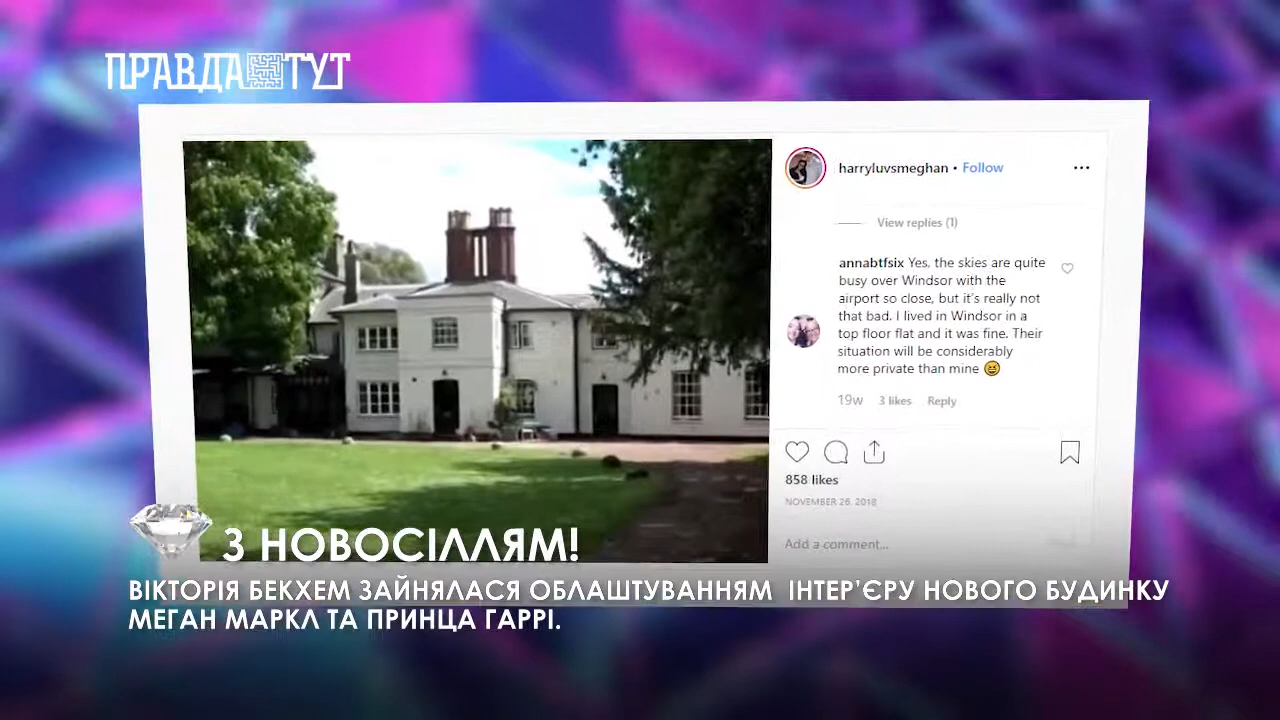 ПРАВДА ТУТ
harryluvsmeghan • Follow
View replies (1)
annabtfsix Yes, the skies are quite
busy over Windsor with the
airport so close, but it's really not
that bad. I lived in Windsor in a
top floor flat and it was fine. Their
situation will be considerably
more private than mine 😆
19w 3 likes Reply
858 likes
NOVEMBER 26, 2018
Add a comment...
З НОВОСІЛЛЯМ!
ВІКТОРІЯ БЕКХЕМ ЗАЙНЯЛАСЯ ОБЛАШТУВАННЯМ ІНТЕР'ЄРУ НОВОГО БУДИНКУ
МЕГАН МАРКЛ ТА ПРИНЦА ГАРРІ.